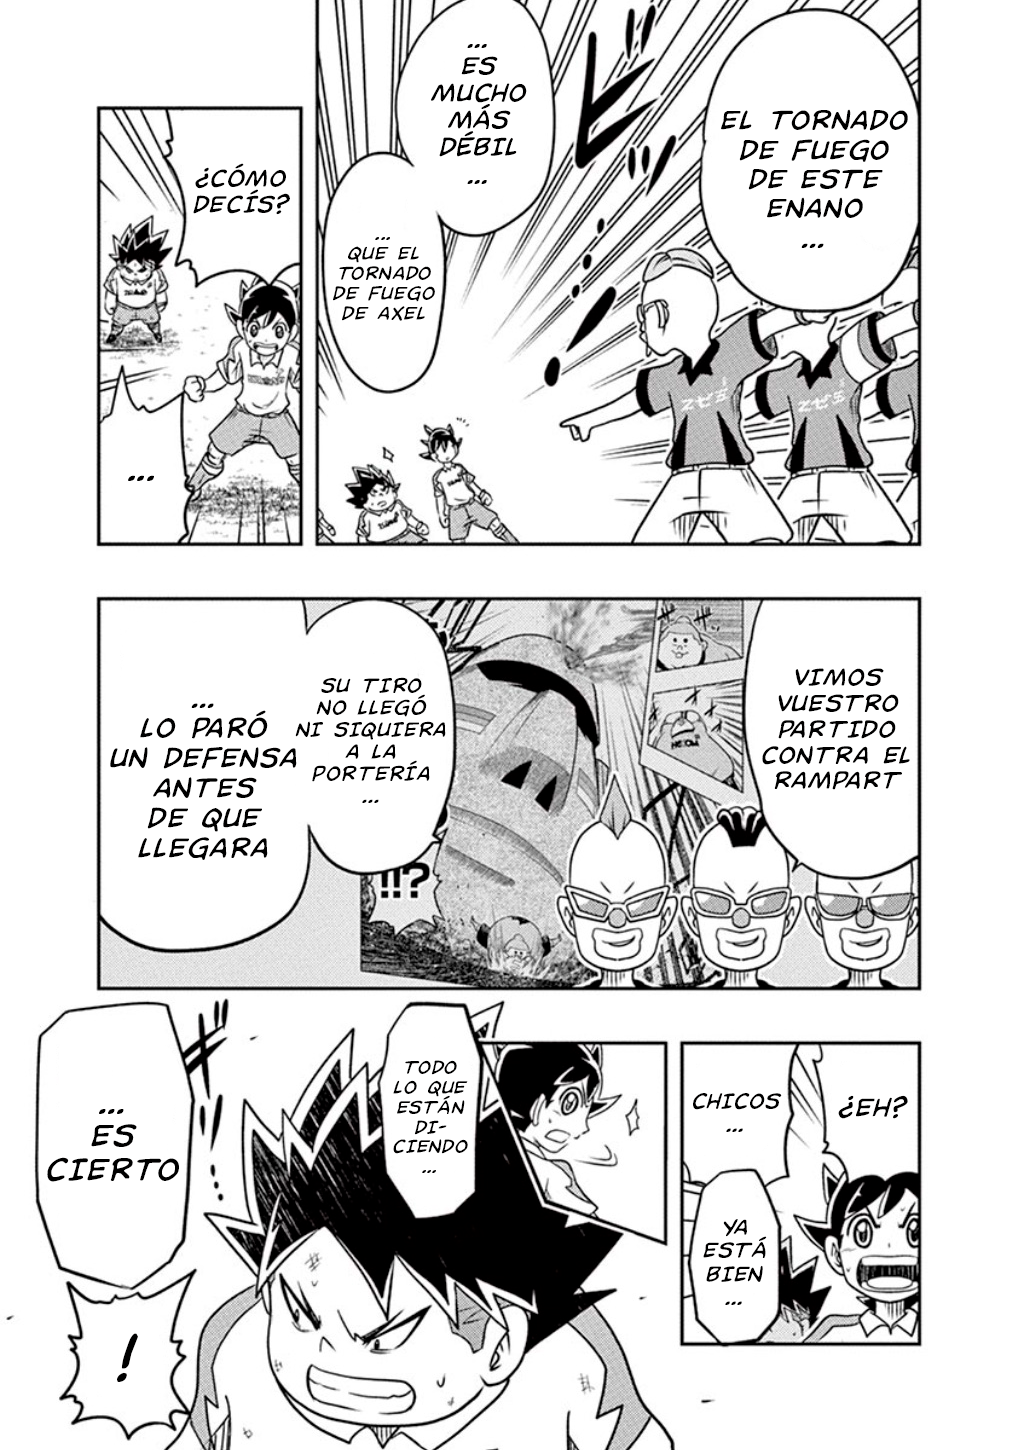 EL TORNADO
DE FUEGO
DE ESTE
ENANO
...
...
ES
MUCHO
MÁS
DÉBIL
...
...
QUE EL
TORNADO
DE FUEGO
DE AXEL
¿CÓMO
DECÍS?
...
VIMOS
VUESTRO
PARTIDO
CONTRA EL
RAMPART
SU TIRO
NO LLEGÓ
NI SIQUIERA
A LA
PORTERÍA
...
...
LO PARÓ
UN DEFENSA
ANTES
DE QUE
LLEGARA
!!?
¿EH?
CHICOS
...
YA
ESTÁ
BIEN
...
TODO
LO QUE
ESTÁN
DI-
CIENDO
...
...
ES
CIERTO
!